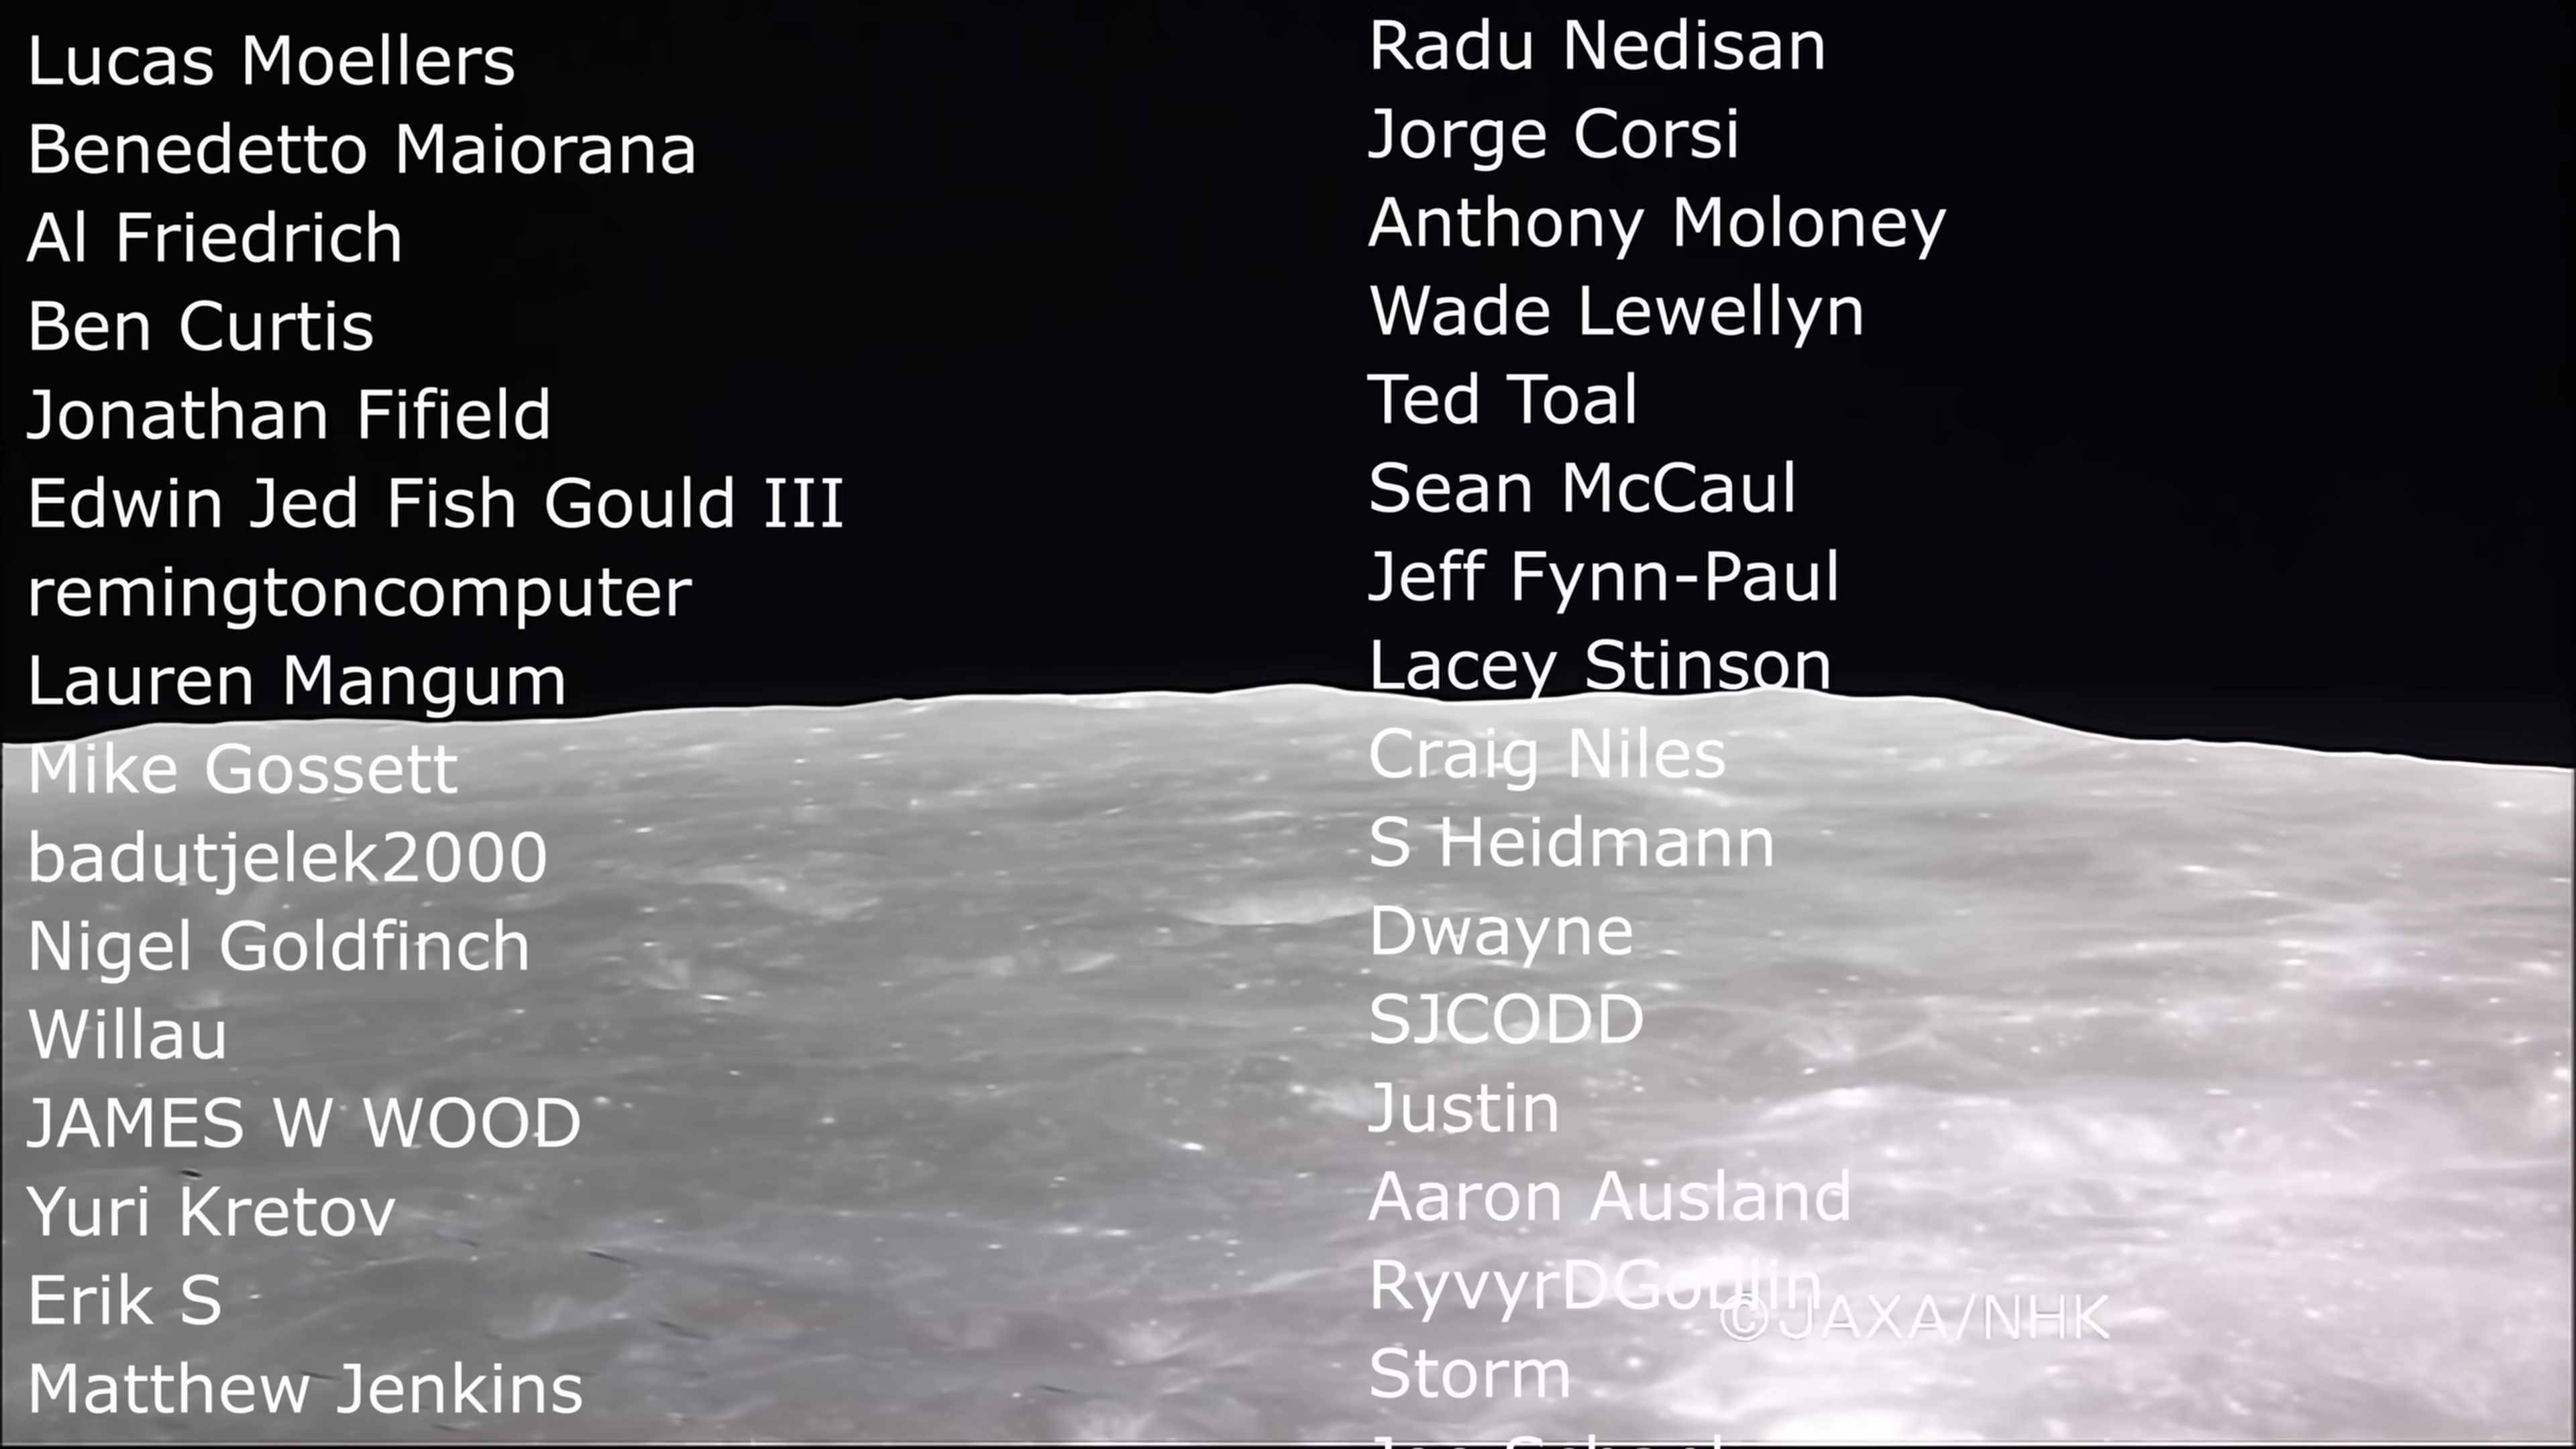 Lucas Moellers
Benedetto Maiorana
Al Friedrich
Ben Curtis
Jonathan Fifield
Edwin Jed Fish Gould III
remingtoncomputer
Lauren Mangum
Mike Gossett
badutjelek2000
Nigel Goldfinch
Willau
JAMES W WOOD
Yuri Kretov
Erik S
Matthew Jenkins
Radu Nedisan
Jorge Corsi
Anthony Moloney
Wade Lewellyn
Ted Toal
Sean McCaul
Jeff Fynn-Paul
Lacey Stinson
Craig Niles
S Heidmann
Dwayne
SJCODD
Justin
Aaron Ausland
RyvyrDGoblin
©JAXA/NHK
Storm